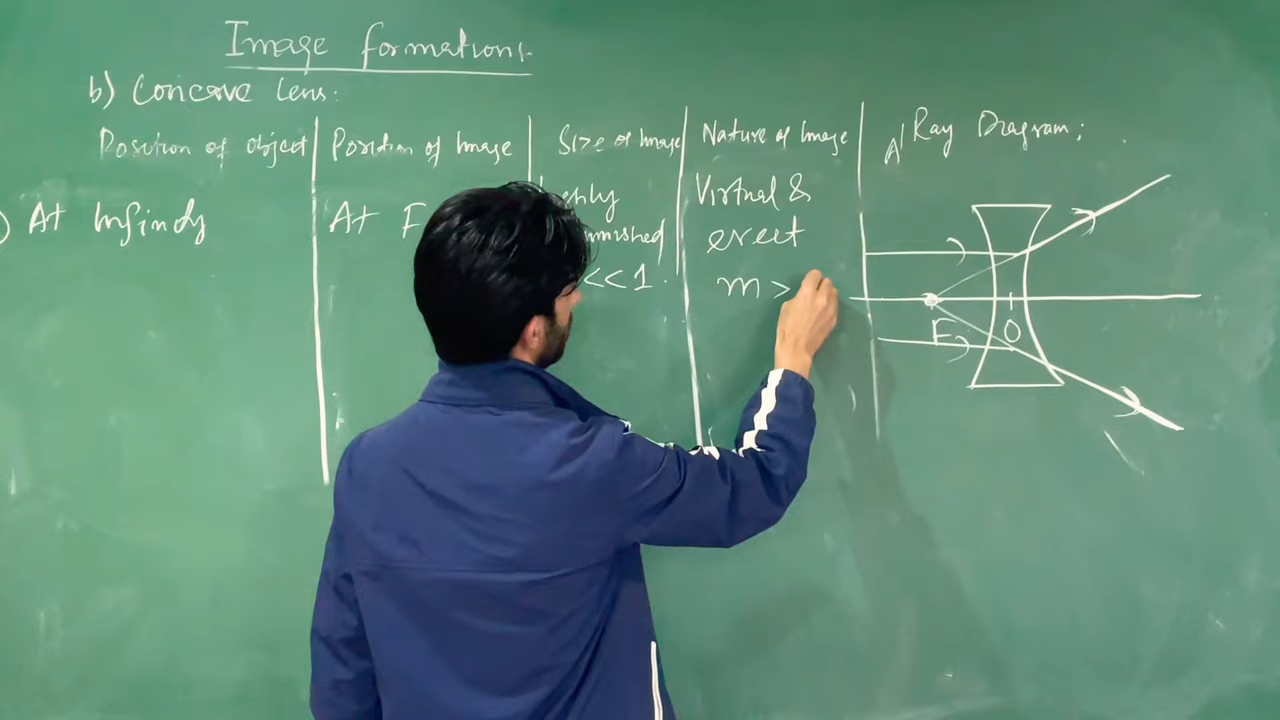 Image formations.
b) Concave lens:
Position of object
Position of Image
Size of Image
Nature of Image
Ray Diagram:
) At Infinity
At F
<<1.
Virtual &
erect
m >
F
O